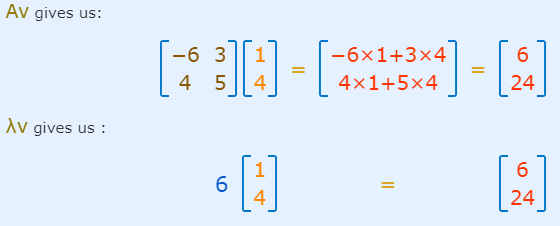 Av gives us:
−6 3 1 −6×1+3×4 6
4 5 4 = 4×1+5×4 = 24
λv gives us :
6 1 = 6
4 24